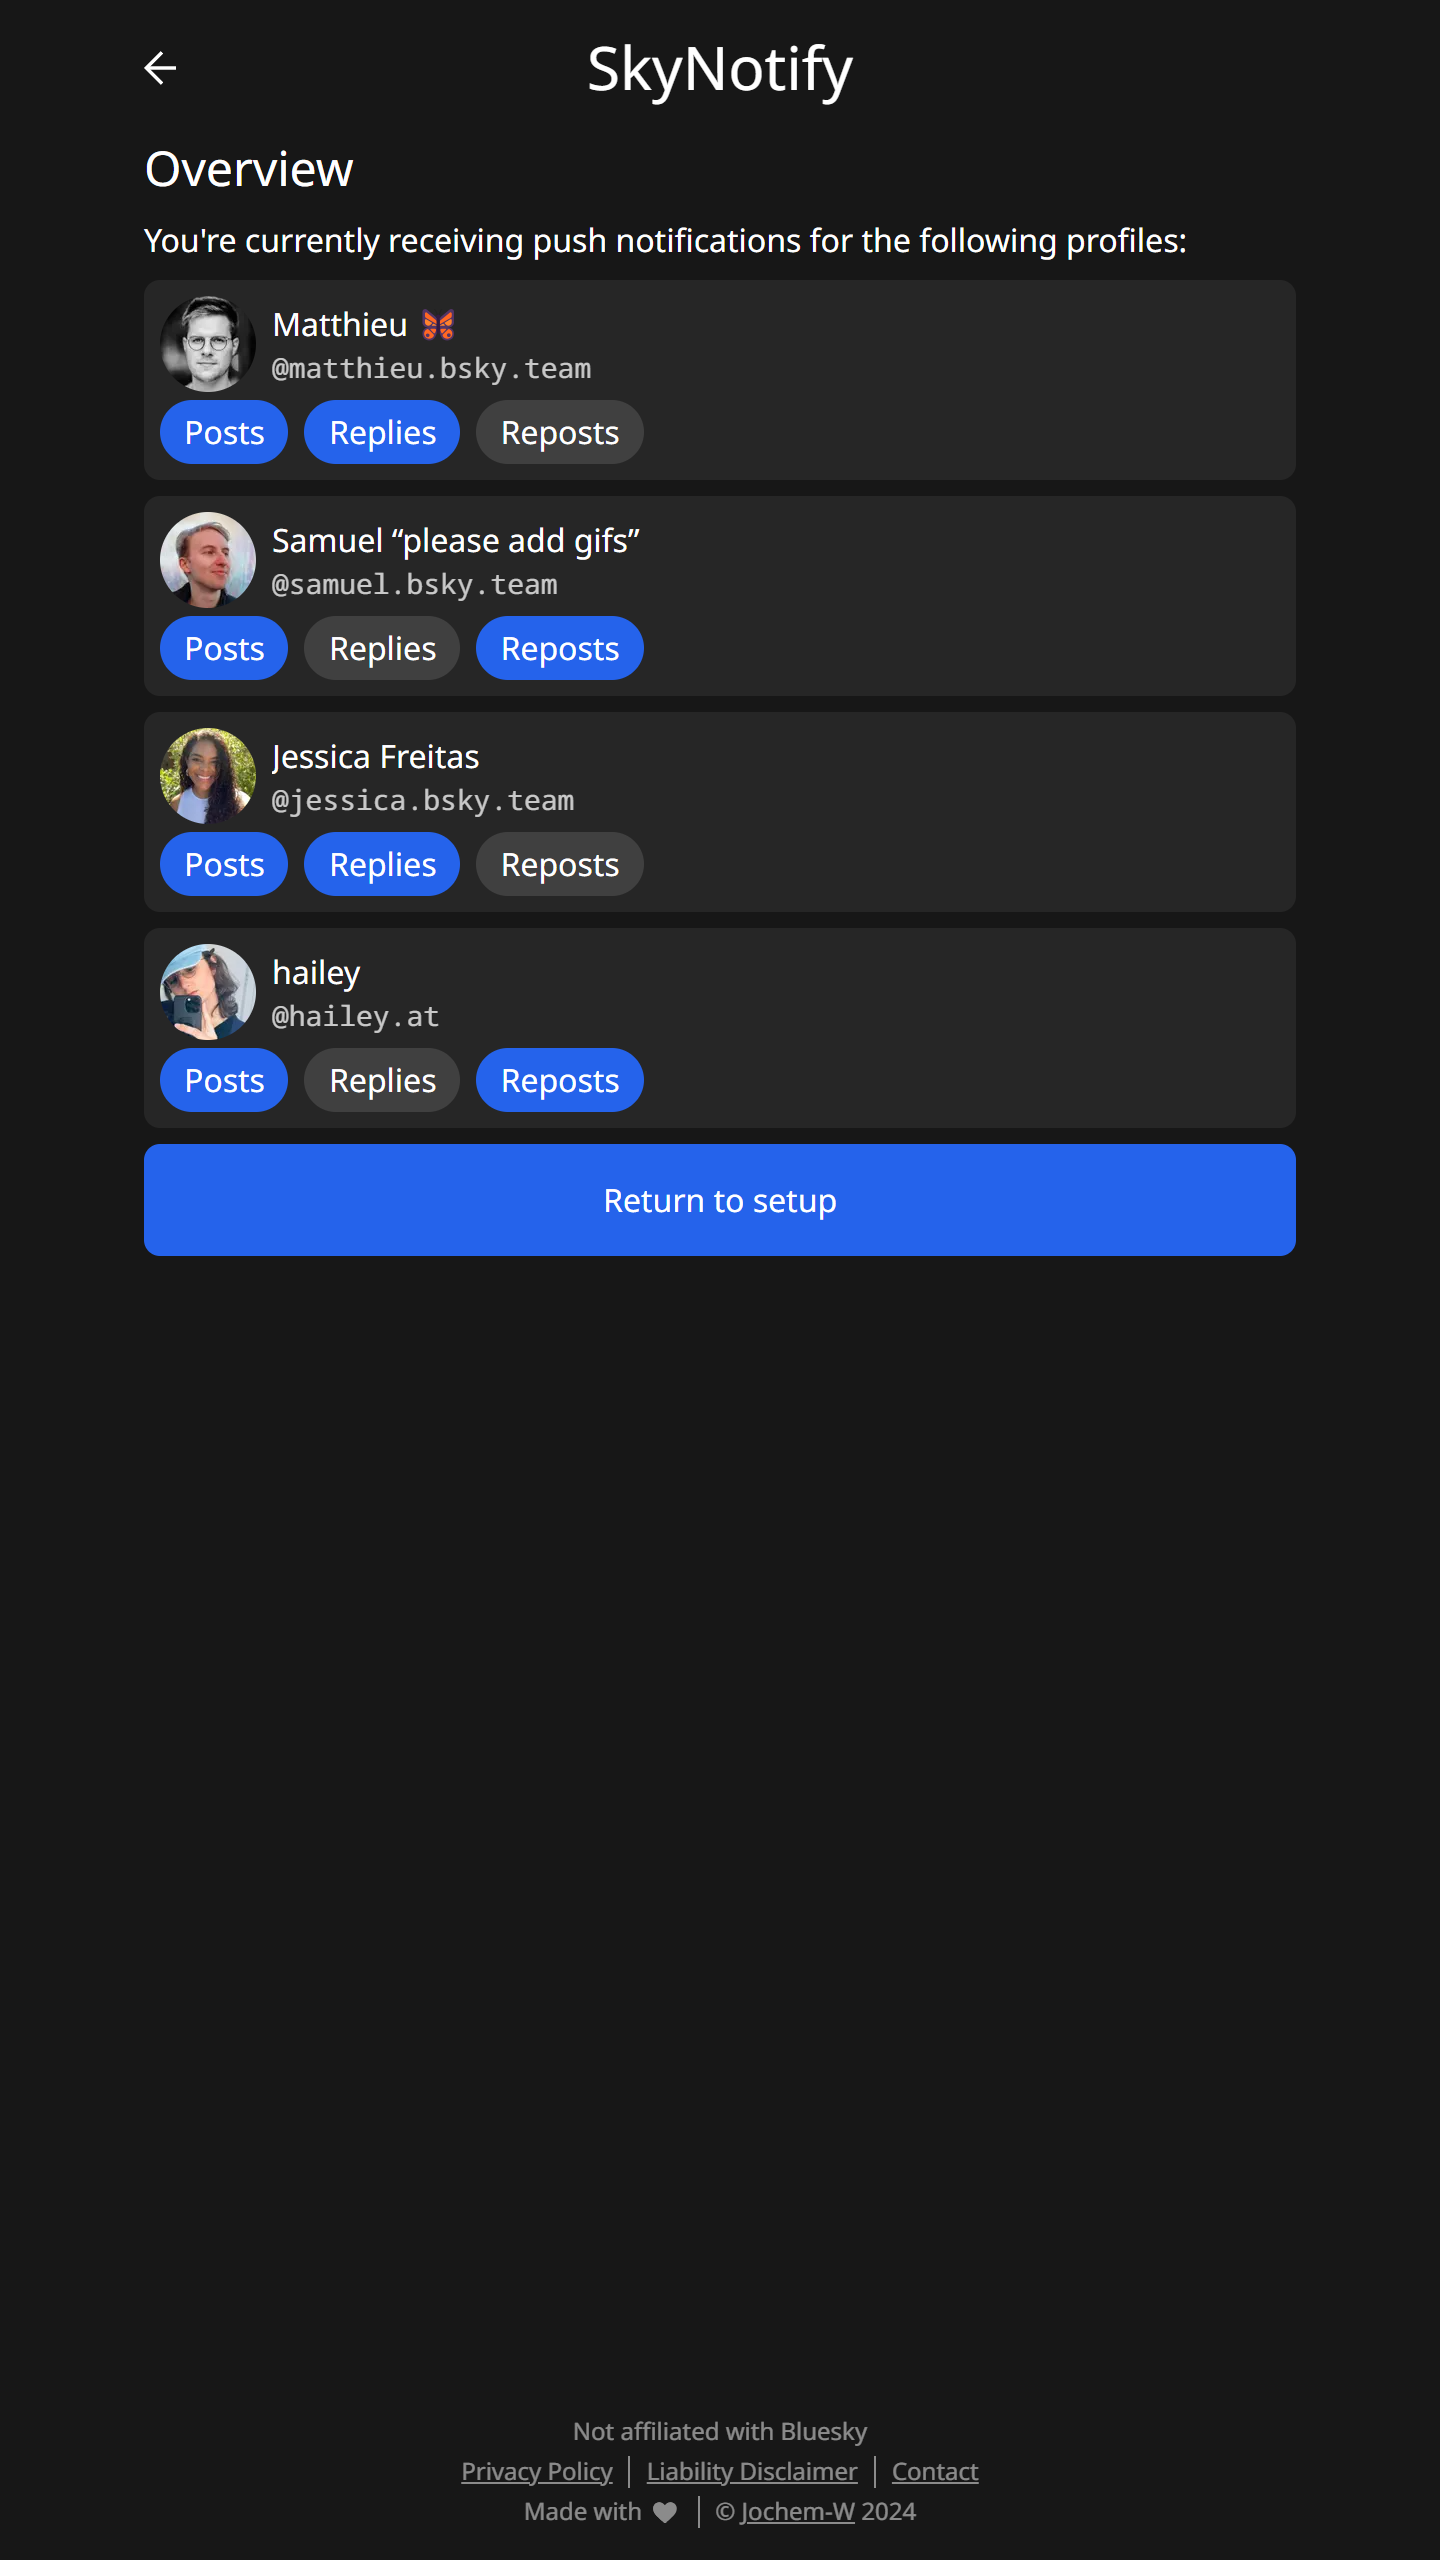 SkyNotify
Overview
You're currently receiving push notifications for the following profiles:
Matthieu 🦋
@matthieu.bsky.team
Posts Replies Reposts
Samuel “please add gifs”
@samuel.bsky.team
Posts Replies Reposts
Jessica Freitas
@jessica.bsky.team
Posts Replies Reposts
hailey
@hailey.at
Posts Replies Reposts
Return to setup
Not affiliated with Bluesky
Privacy Policy | Liability Disclaimer | Contact
Made with ♥ | © Jochem-W 2024